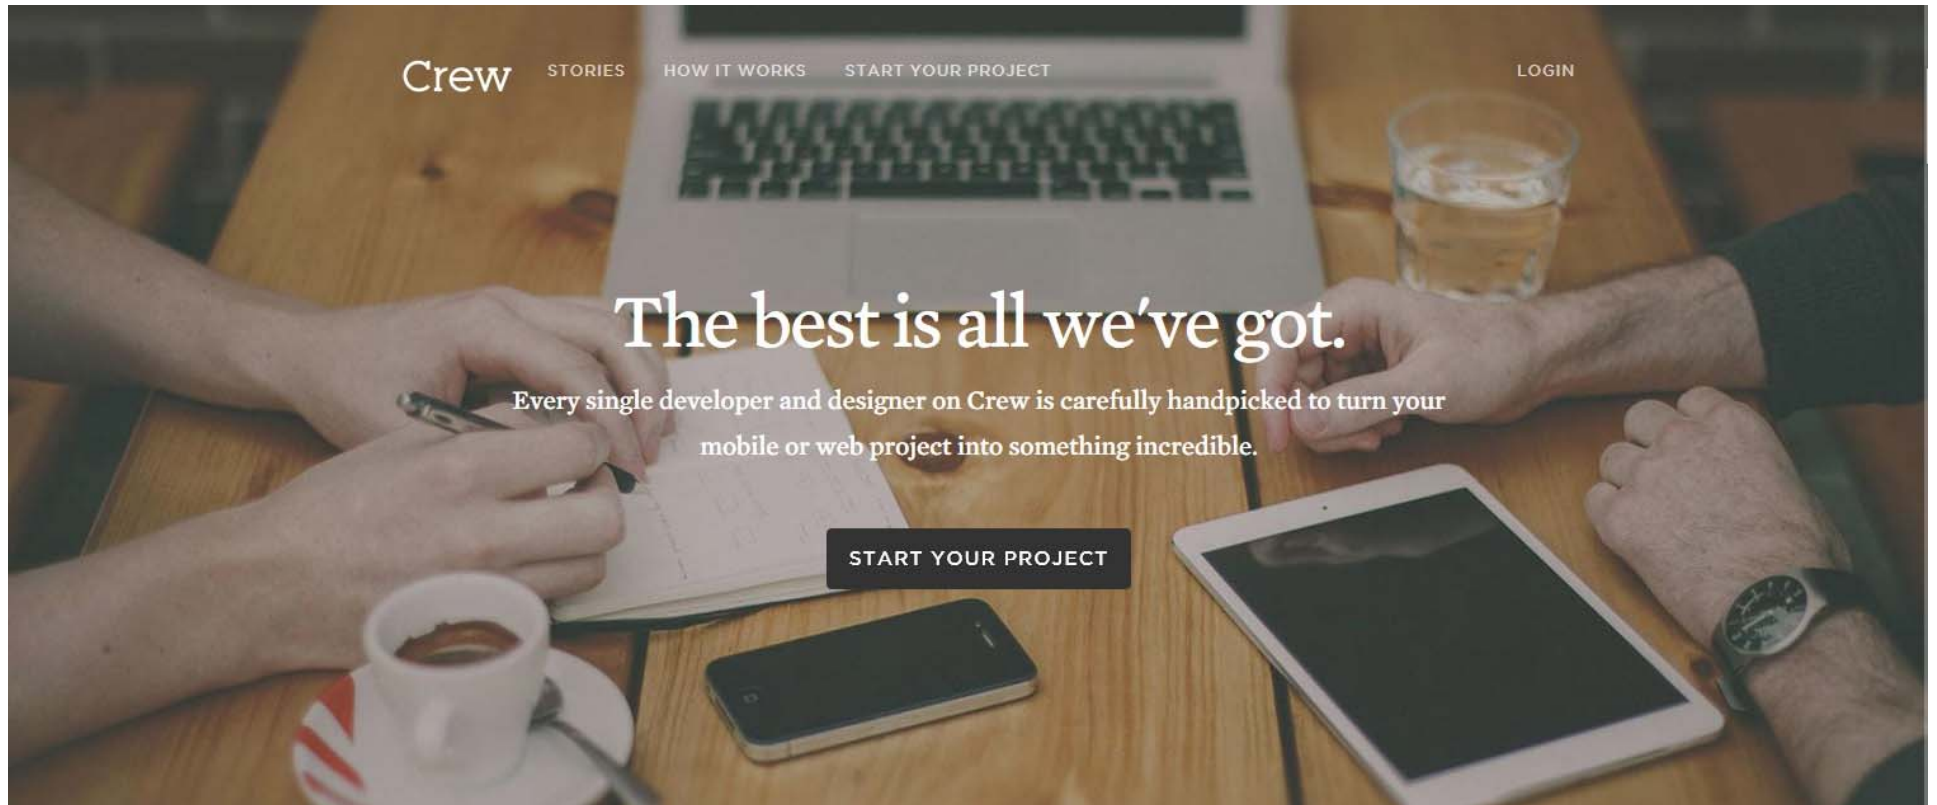 Crew
STORIES
HOW IT WORKS
START YOUR PROJECT
LOGIN
The best is all we've got.
Every single developer and designer on Crew is carefully handpicked to turn your
mobile or web project into something incredible.
START YOUR PROJECT